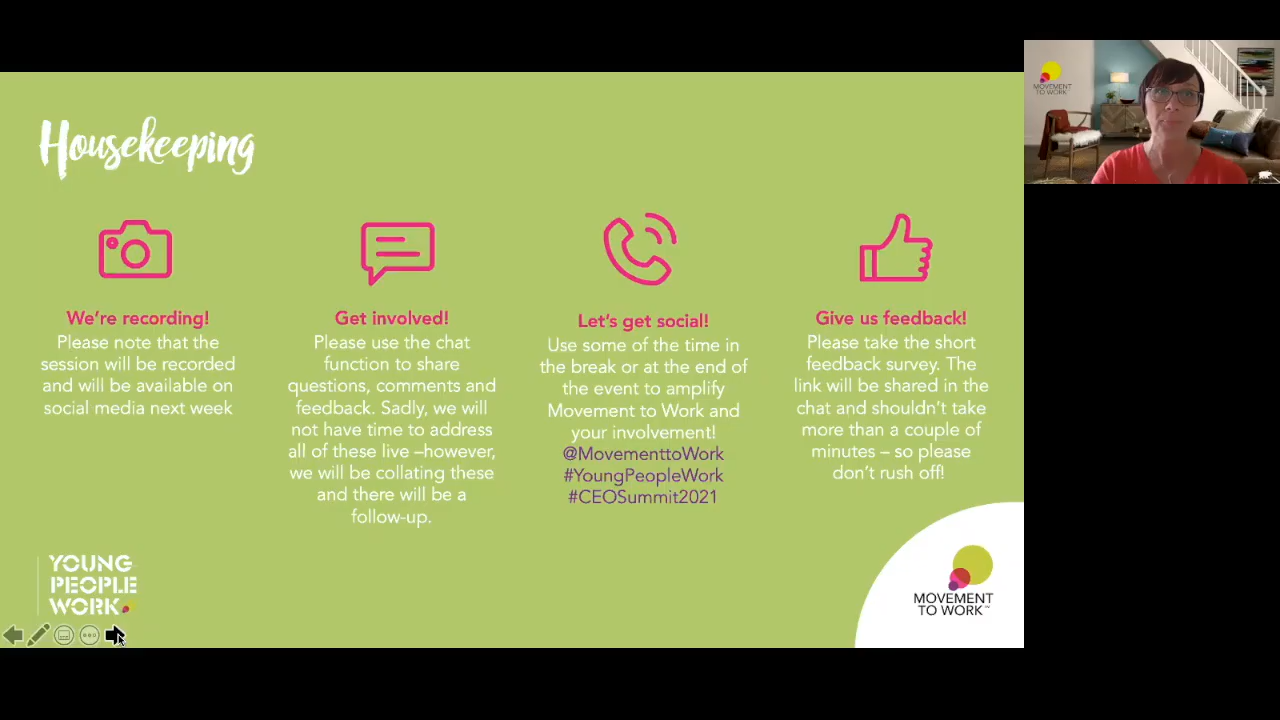 Housekeeping
We're recording!
Please note that the
session will be recorded
and will be available on
social media next week
Get involved!
Please use the chat
function to share
questions, comments and
feedback. Sadly, we will
not have time to address
all of these live –however,
we will be collating these
and there will be a
follow-up.
Let's get social!
Use some of the time in
the break or at the end of
the event to amplify
Movement to Work and
your involvement!
@MovementtoWork
#YoungPeopleWork
#CEOSummit2021
Give us feedback!
Please take the short
feedback survey. The
link will be shared in the
chat and shouldn't take
more than a couple of
minutes – so please
don't rush off!
YOUNG
PEOPLE
WORK.
MOVEMENT
TO WORK™
MOVEMENT
TO WORK